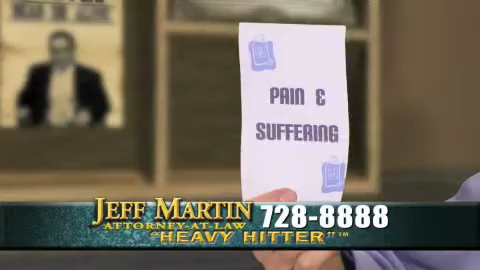 PAIN &
SUFFERING
JEFF MARTIN
ATTORNEY-AT-LAW
"HEAVY HITTER"™
728-8888